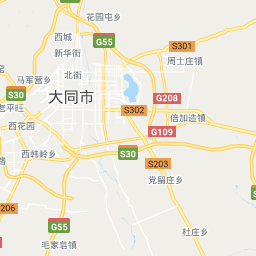 花园屯乡
西城
G55
S301
新华街
周士庄镇
马军营乡
北街
S30
G208
大同市
老平旺
S302
倍加造镇
西花园
G109
西韩岭乡
S30
S203
党留庄乡
206
G55
杜庄乡
毛家皂镇